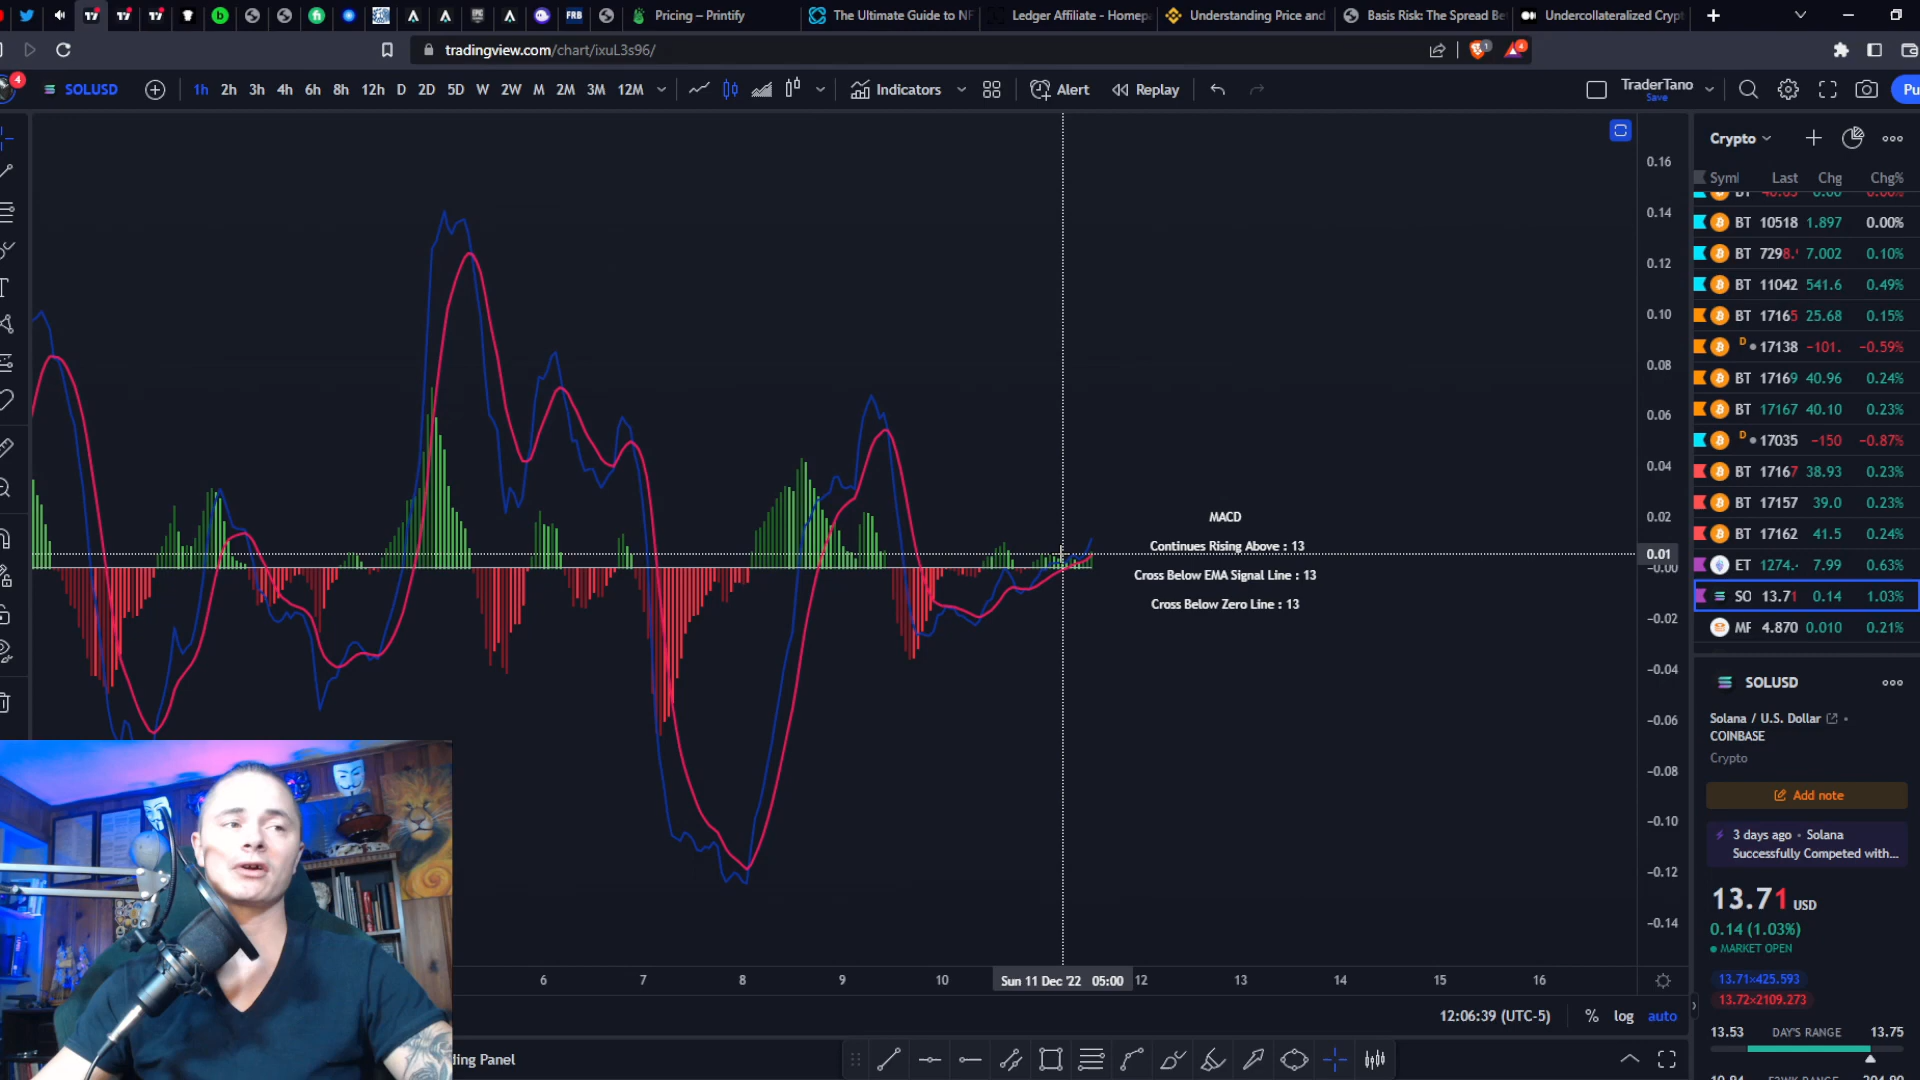 Pricing – Printify
The Ultimate Guide to NF
Ledger Affiliate - Homepa
Understanding Price and
Basis Risk: The Spread Be
Undercollateralized Crypt
FRB
tradingview.com/chart/ixuL3s96/
1
4
4
SOLUSD
1h 2h 3h 4h 6h 8h 12h D 2D 5D W 2W M 2M 3M 12M
Indicators
Alert
Replay
TraderTano
Save
Pu
Crypto
Symi Last Chg Chg%
BT 10518 1.897 0.00%
BT 7298. 7.002 0.10%
BT 11042 541.6 0.49%
BT 17165 25.68 0.15%
D 17138 −101. −0.59%
BT 17169 40.96 0.24%
BT 17167 40.10 0.23%
D 17035 −150 −0.87%
BT 17167 38.93 0.23%
BT 17157 39.0 0.23%
BT 17162 41.5 0.24%
ET 1274. 7.99 0.63%
SO 13.71 0.14 1.03%
MF 4.870 0.010 0.21%
0.16
0.14
0.12
0.10
0.08
0.06
0.04
0.02
0.01
−0.00
−0.02
−0.04
−0.06
−0.08
−0.10
−0.12
−0.14
MACD
Continues Rising Above : 13
Cross Below EMA Signal Line : 13
Cross Below Zero Line : 13
SOLUSD
Solana / U.S. Dollar
COINBASE
Crypto
Add note
3 days ago • Solana
Successfully Competed with...
13.71 USD
0.14 (1.03%)
MARKET OPEN
13.71×425.593
13.72×2109.273
13.53 DAY'S RANGE 13.75
6 7 8 9 10 Sun 11 Dec '22 05:00 12 13 14 15 16
12:06:39 (UTC-5) % log auto
ding Panel